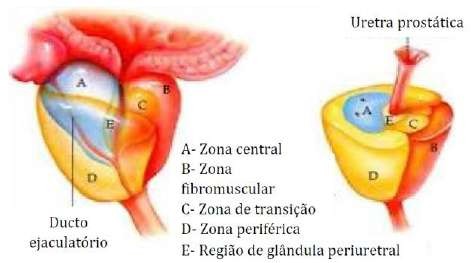 Uretra prostática
A
B
C
E
D
A
E
C
B
D
A- Zona central
B- Zona
fibromuscular
C- Zona de transição
D- Zona periférica
E- Região de glândula periuretral
Ducto
ejaculatório